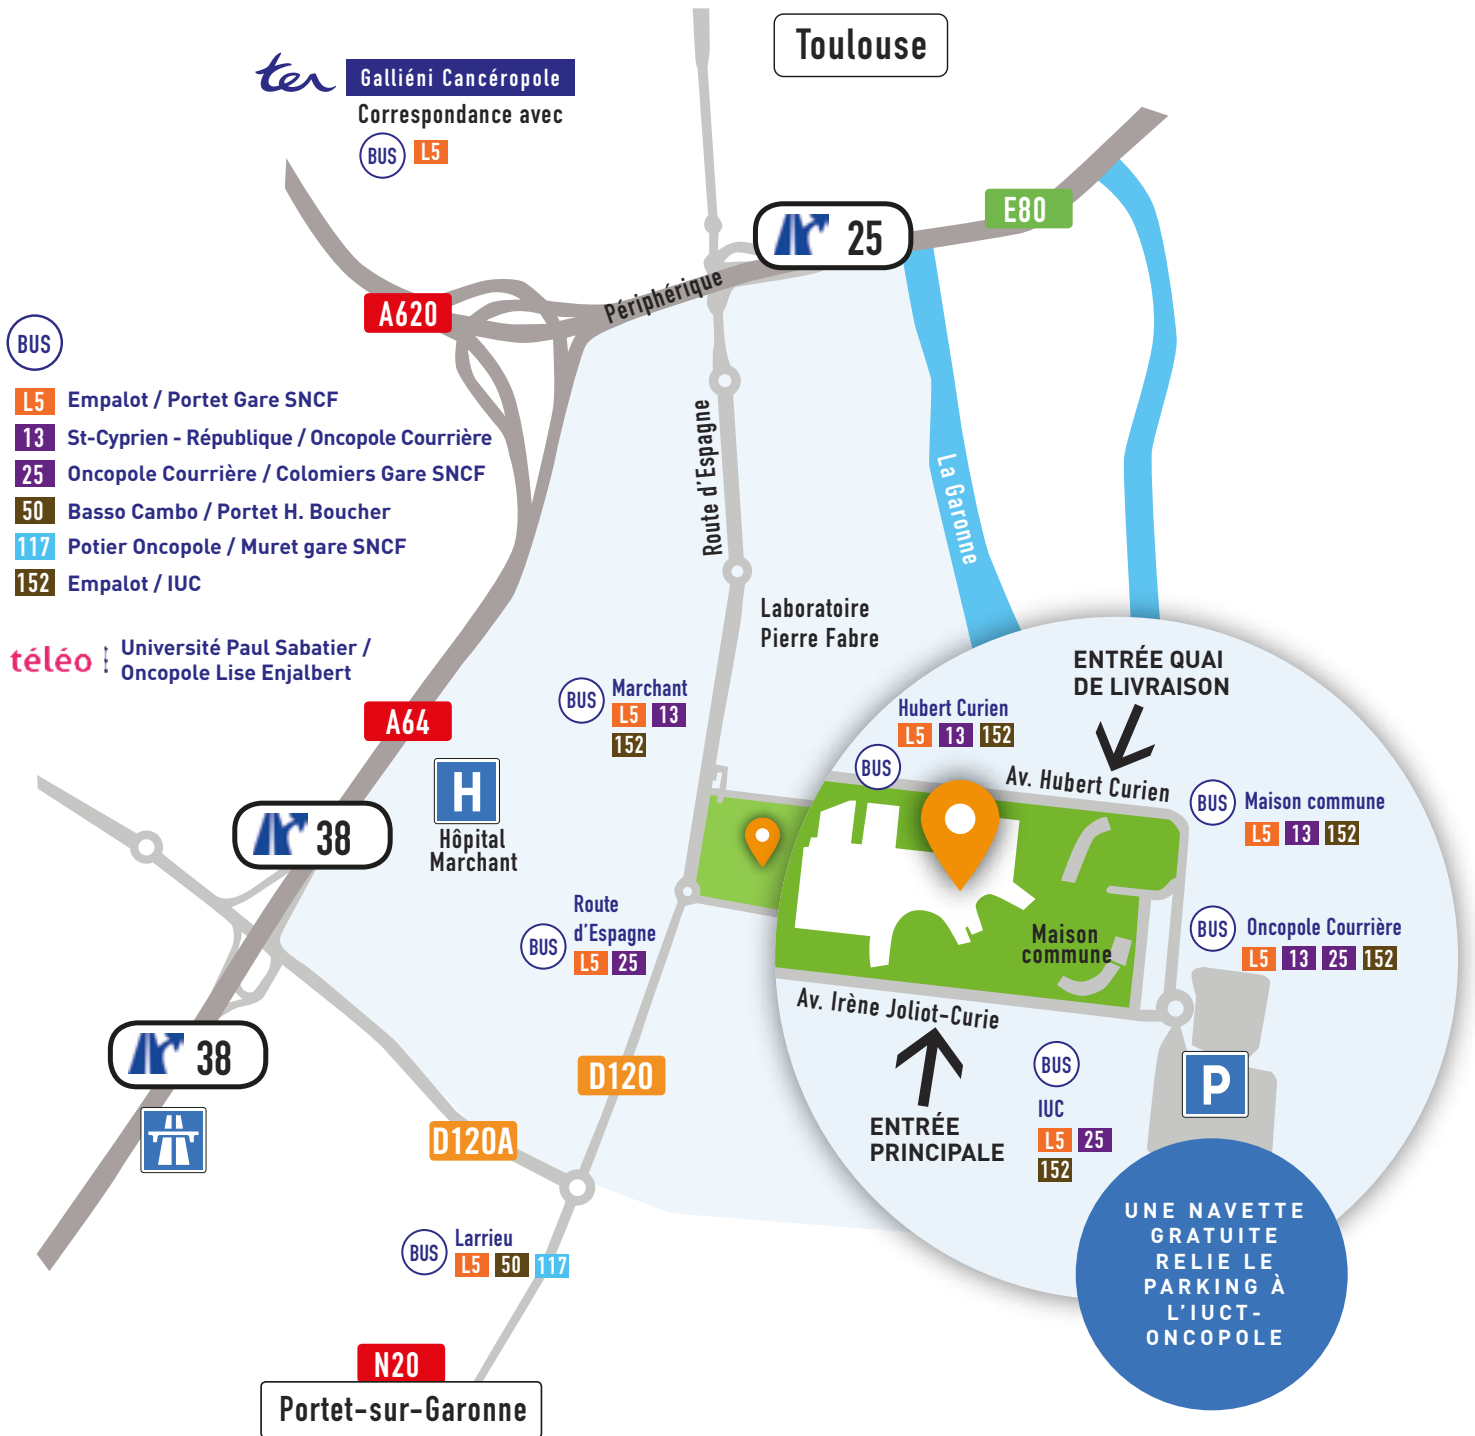 Toulouse
ter
Galliéni Cancéropole
Correspondance avec
BUS L5
E80
25
A620
Périphérique
BUS
L5 Empalot / Portet Gare SNCF
13 St-Cyprien - République / Oncopole Courrière
25 Oncopole Courrière / Colomiers Gare SNCF
50 Basso Cambo / Portet H. Boucher
117 Potier Oncopole / Muret gare SNCF
152 Empalot / IUC
téléo
Université Paul Sabatier /
Oncopole Lise Enjalbert
Route d'Espagne
La Garonne
Laboratoire
Pierre Fabre
BUS
Marchant
L5 13
152
A64
H
Hôpital
Marchant
38
38
ENTRÉE QUAI
DE LIVRAISON
Hubert Curien
L5 13 152
BUS
Av. Hubert Curien
BUS
Maison commune
L5 13 152
BUS
Oncopole Courrière
L5 13 25 152
Maison
commune
Av. Irène Joliot-Curie
BUS
Route
d'Espagne
L5 25
ENTRÉE
PRINCIPALE
BUS
IUC
L5 25
152
P
D120
D120A
BUS
Larrieu
L5 50 117
UNE NAVETTE
GRATUITE
RELIE LE
PARKING À
L'IUCT-
ONCOPOLE
N20
Portet-sur-Garonne